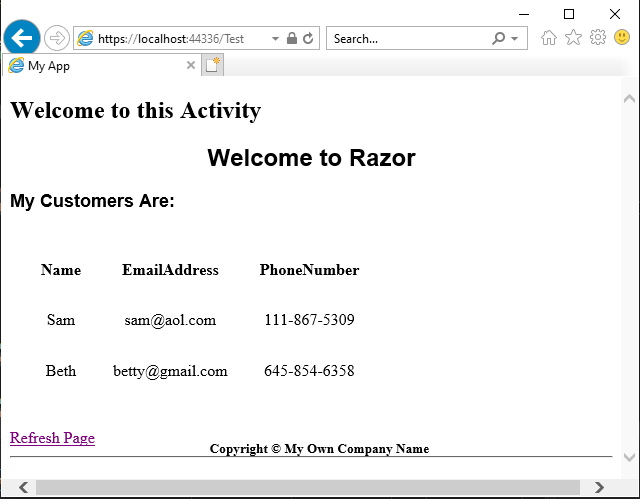 https://localhost:44336/Test
Search...
My App
Welcome to this Activity
Welcome to Razor
My Customers Are:
Name EmailAddress PhoneNumber
Sam sam@aol.com 111-867-5309
Beth betty@gmail.com 645-854-6358
Refresh Page
Copyright © My Own Company Name